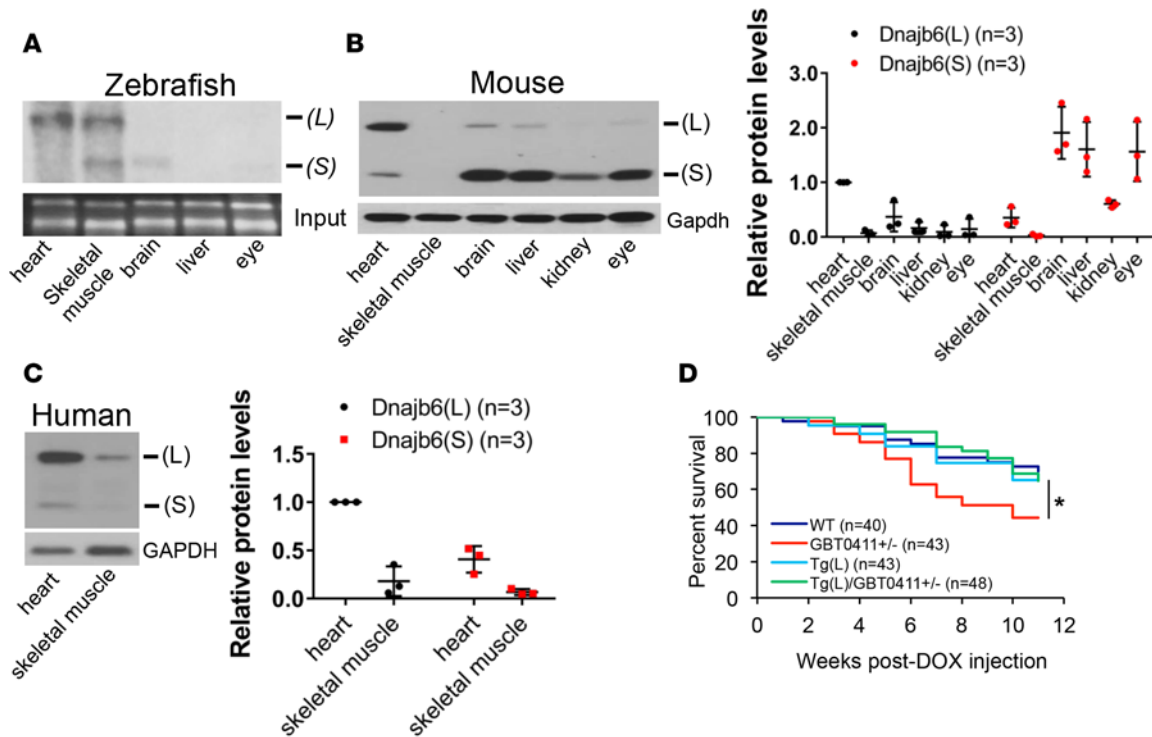 A
Zebrafish
(L)
(S)
Input
heart
Skeletal
muscle
brain
liver
eye
B
Mouse
(L)
(S)
Gapdh
heart
skeletal muscle
brain
liver
kidney
eye
Dnajb6(L) (n=3)
Dnajb6(S) (n=3)
Relative protein levels
3.0
2.0
1.0
0.0
heart
skeletal muscle
brain
liver
kidney
eye
heart
skeletal muscle
brain
liver
kidney
eye
C
Human
(L)
(S)
GAPDH
heart
skeletal muscle
Dnajb6(L) (n=3)
Dnajb6(S) (n=3)
Relative protein levels
1.5
1.0
0.5
0.0
heart
skeletal muscle
heart
skeletal muscle
D
Percent survival
100
80
60
40
20
0
WT (n=40)
GBT0411+/- (n=43)
Tg(L) (n=43)
Tg(L)/GBT0411+/- (n=48)
*
0 2 4 6 8 10 12
Weeks post-DOX injection